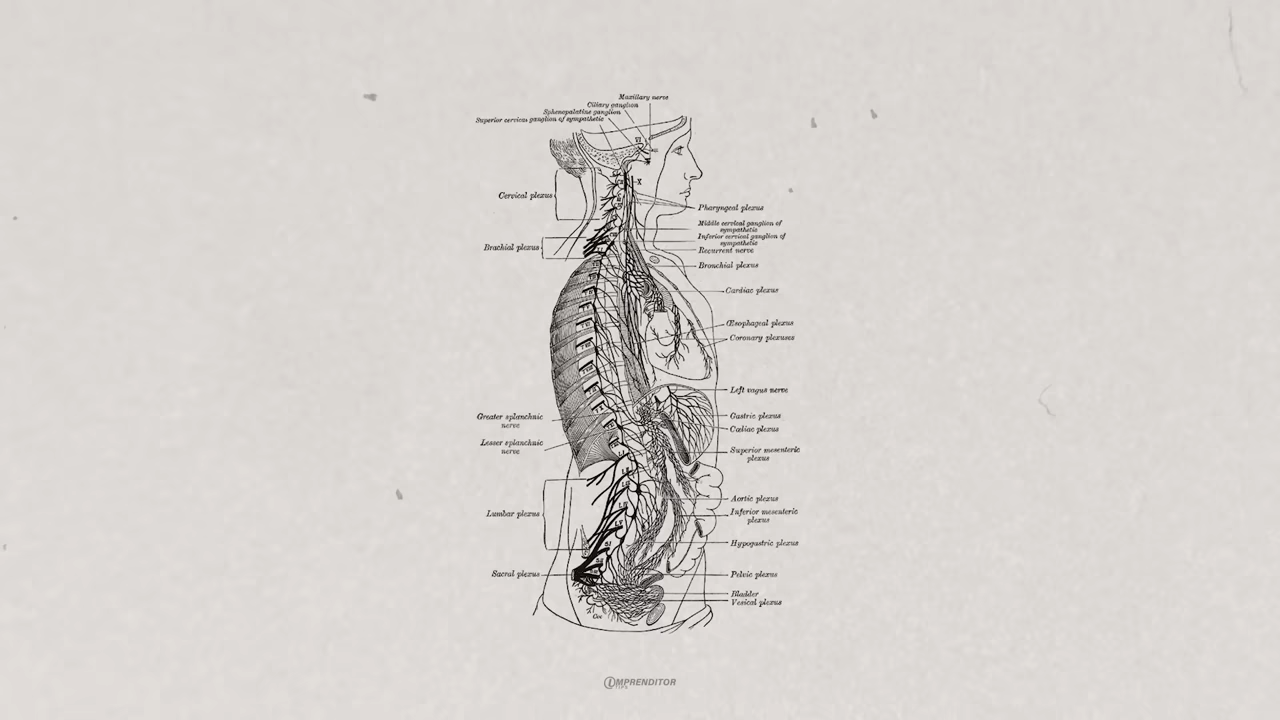 Maxillary nerve
Ciliary ganglion
Sphenopalatine ganglion
Superior cervical ganglion of sympathetic
VI
X
Cervical plexus
Pharyngeal plexus
Middle cervical ganglion of
sympathetic
Inferior cervical ganglion of
sympathetic
Brachial plexus
Recurrent nerve
Bronchial plexus
Cardiac plexus
Œsophageal plexus
Coronary plexuses
Left vagus nerve
Greater splanchnic
nerve
Gastric plexus
Cœliac plexus
Lesser splanchnic
nerve
Superior mesenteric
plexus
Aortic plexus
Lumbar plexus
Inferior mesenteric
plexus
Hypogastric plexus
Sacral plexus
Pelvic plexus
Bladder
Vesical plexus
Coc
IMPRENDITOR
TIPS